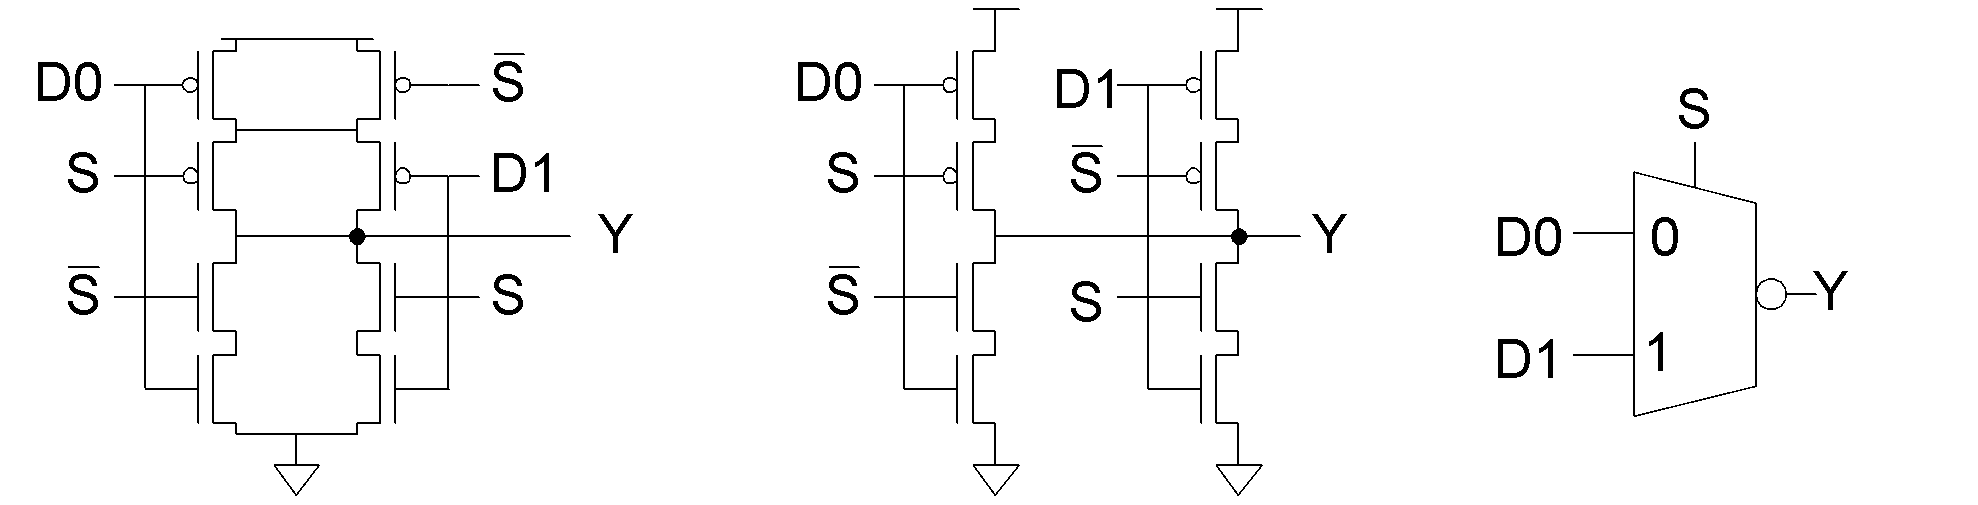 D0 S̅
S D1
Y
S̅ S
D0 D1
S S̅
Y
S̅ S
S
D0 0
Y
D1 1